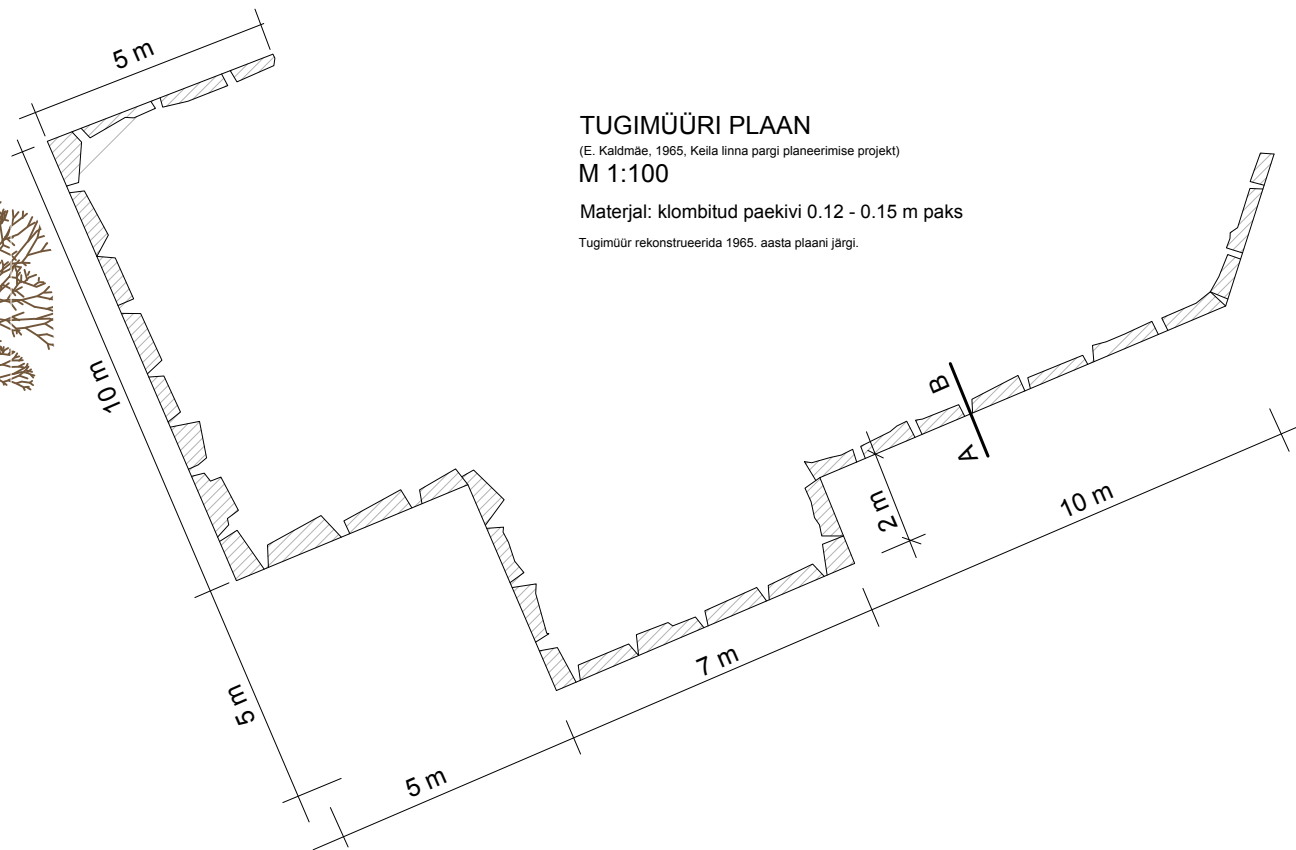 5 m
TUGIMÜÜRI PLAAN
(E. Kaldmäe, 1965, Keila linna pargi planeerimise projekt)
M 1:100
Materjal: klombitud paekivi 0.12 - 0.15 m paks
Tugimüür rekonstrueerida 1965. aasta plaani järgi.
10 m
B
A
2 m
10 m
7 m
5 m
5 m